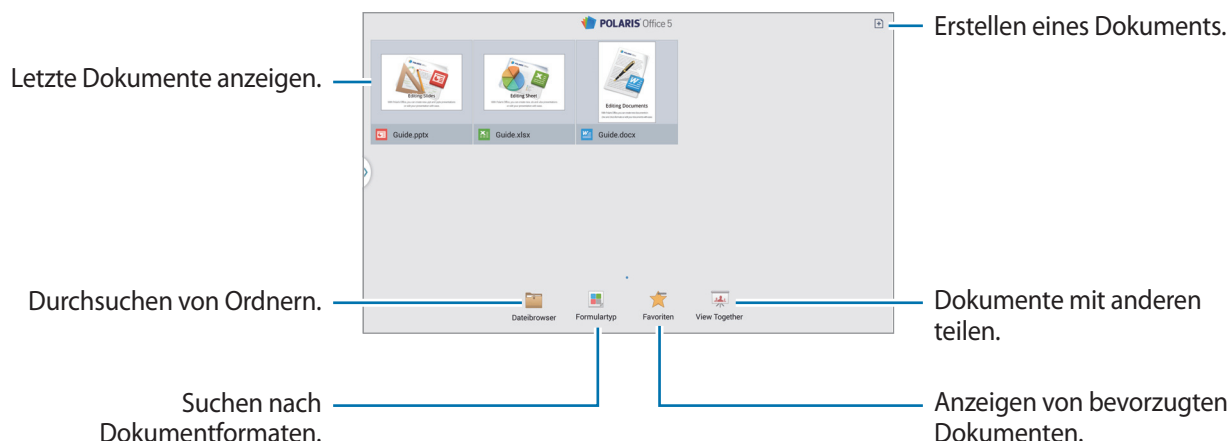 POLARIS Office 5
Erstellen eines Dokuments.
Letzte Dokumente anzeigen.
Editing Slides
Editing Sheet
Editing Documents
Guide.pptx
Guide.xlsx
Guide.docx
Durchsuchen von Ordnern.
Dateibrowser
Formulartyp
Favoriten
View Together
Dokumente mit anderen
teilen.
Suchen nach
Dokumentformaten.
Anzeigen von bevorzugten
Dokumenten.